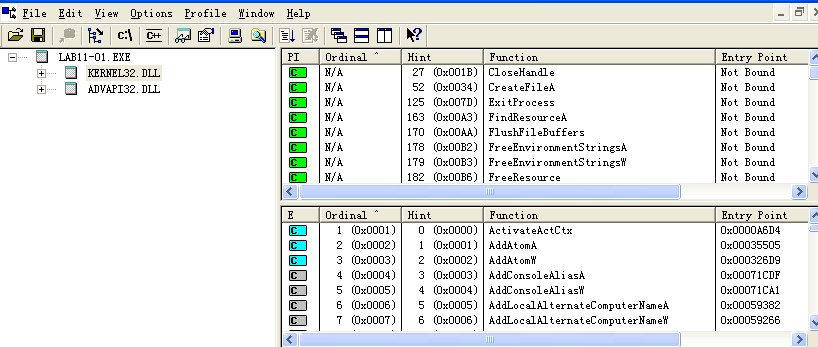 File Edit View Options Profile Window Help
C:\ C++
LAB11-01.EXE
KERNEL32.DLL
ADVAPI32.DLL
PI Ordinal ^ Hint Function Entry Point
C N/A 27 (0x001B) CloseHandle Not Bound
C N/A 52 (0x0034) CreateFileA Not Bound
C N/A 125 (0x007D) ExitProcess Not Bound
C N/A 163 (0x00A3) FindResourceA Not Bound
C N/A 170 (0x00AA) FlushFileBuffers Not Bound
C N/A 178 (0x00B2) FreeEnvironmentStringsA Not Bound
C N/A 179 (0x00B3) FreeEnvironmentStringsW Not Bound
C N/A 182 (0x00B6) FreeResource Not Bound
E Ordinal ^ Hint Function Entry Point
C 1 (0x0001) 0 (0x0000) ActivateActCtx 0x0000A6D4
C 2 (0x0002) 1 (0x0001) AddAtomA 0x00035505
C 3 (0x0003) 2 (0x0002) AddAtomW 0x000326D9
C 4 (0x0004) 3 (0x0003) AddConsoleAliasA 0x00071CDF
C 5 (0x0005) 4 (0x0004) AddConsoleAliasW 0x00071CA1
C 6 (0x0006) 5 (0x0005) AddLocalAlternateComputerNameA 0x00059382
C 7 (0x0007) 6 (0x0006) AddLocalAlternateComputerNameW 0x00059266